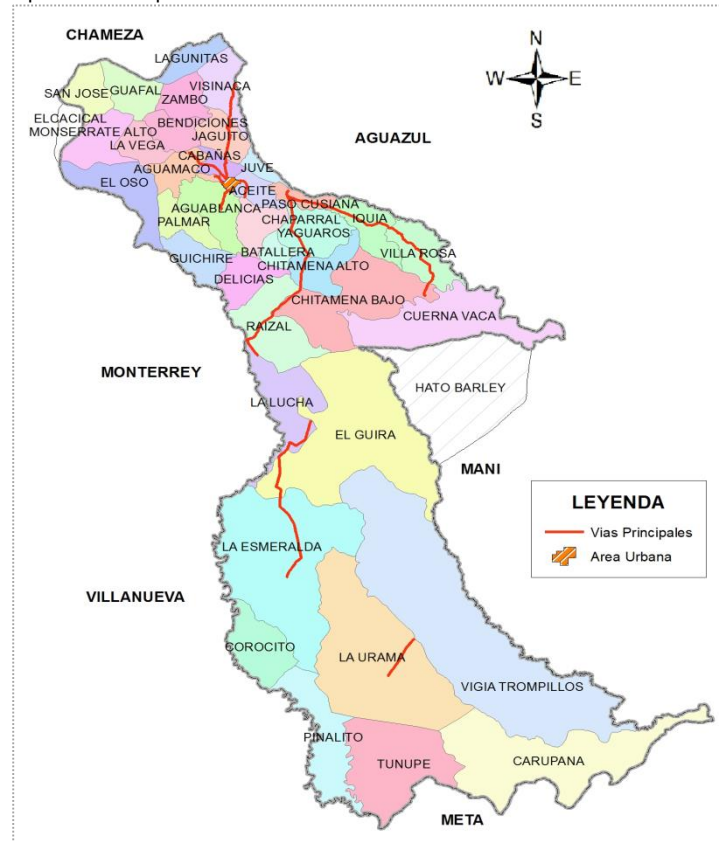 CHAMEZA
N
W E
S
LAGUNITAS
VISINACA
SAN JOSE
GUAFAL
ZAMBO
ELCACICAL
BENDICIONES
MONSERRATE ALTO
JAGUITO
LA VEGA
AGUAZUL
CABAÑAS
AGUAMACO
JUVE
EL OSO
ACEITE
AGUABLANCA
PASO CUSIANA
PALMAR
CHAPARRAL
IQUIA
YAGUAROS
GUICHIRE
BATALLERA
VILLA ROSA
CHITAMENA ALTO
DELICIAS
CHITAMENA BAJO
CUERNA VACA
RAIZAL
MONTERREY
HATO BARLEY
LA LUCHA
EL GUIRA
MANI
LEYENDA
Vias Principales
Area Urbana
LA ESMERALDA
VILLANUEVA
COROCITO
LA URAMA
VIGIA TROMPILLOS
PINALITO
TUNUPE
CARUPANA
META